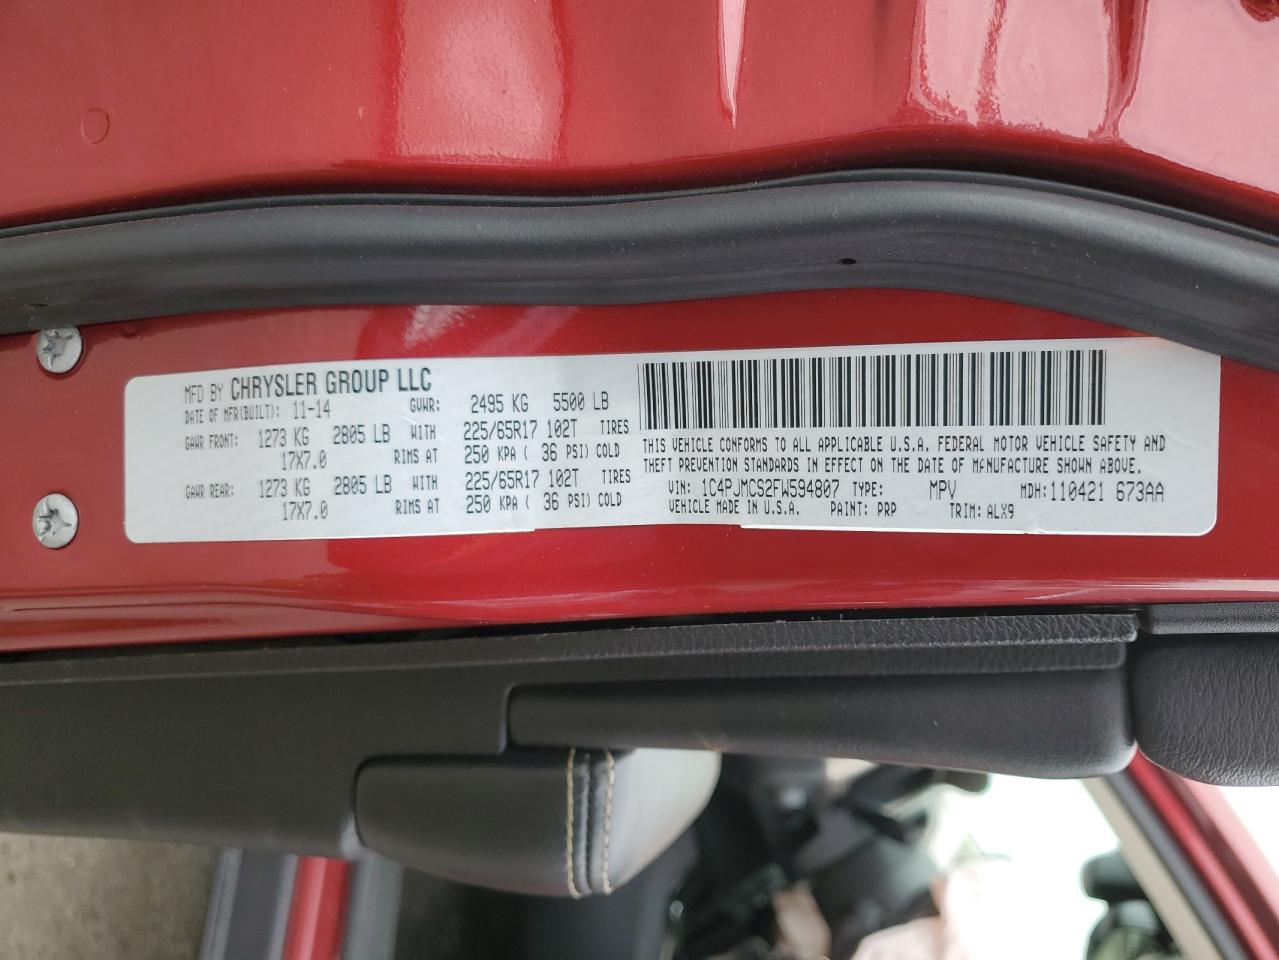 MFD BY CHRYSLER GROUP LLC
DATE OF MFR(BUILT): 11-14 GVWR: 2495 KG 5500 LB
GAWR FRONT: 1273 KG 2805 LB WITH 225/65R17 102T TIRES
17X7.0 RIMS AT 250 KPA ( 36 PSI) COLD
GAWR REAR: 1273 KG 2805 LB WITH 225/65R17 102T TIRES
17X7.0 RIMS AT 250 KPA ( 36 PSI) COLD
THIS VEHICLE CONFORMS TO ALL APPLICABLE U.S.A. FEDERAL MOTOR VEHICLE SAFETY AND
THEFT PREVENTION STANDARDS IN EFFECT ON THE DATE OF MFNUFACTURE SHOWN ABOVE.
VIN: 1C4PJMCS2FW594807 TYPE: MPV MDH:110421 673AA
VEHICLE MADE IN U.S.A. PAINT: PRP TRIM: ALX9